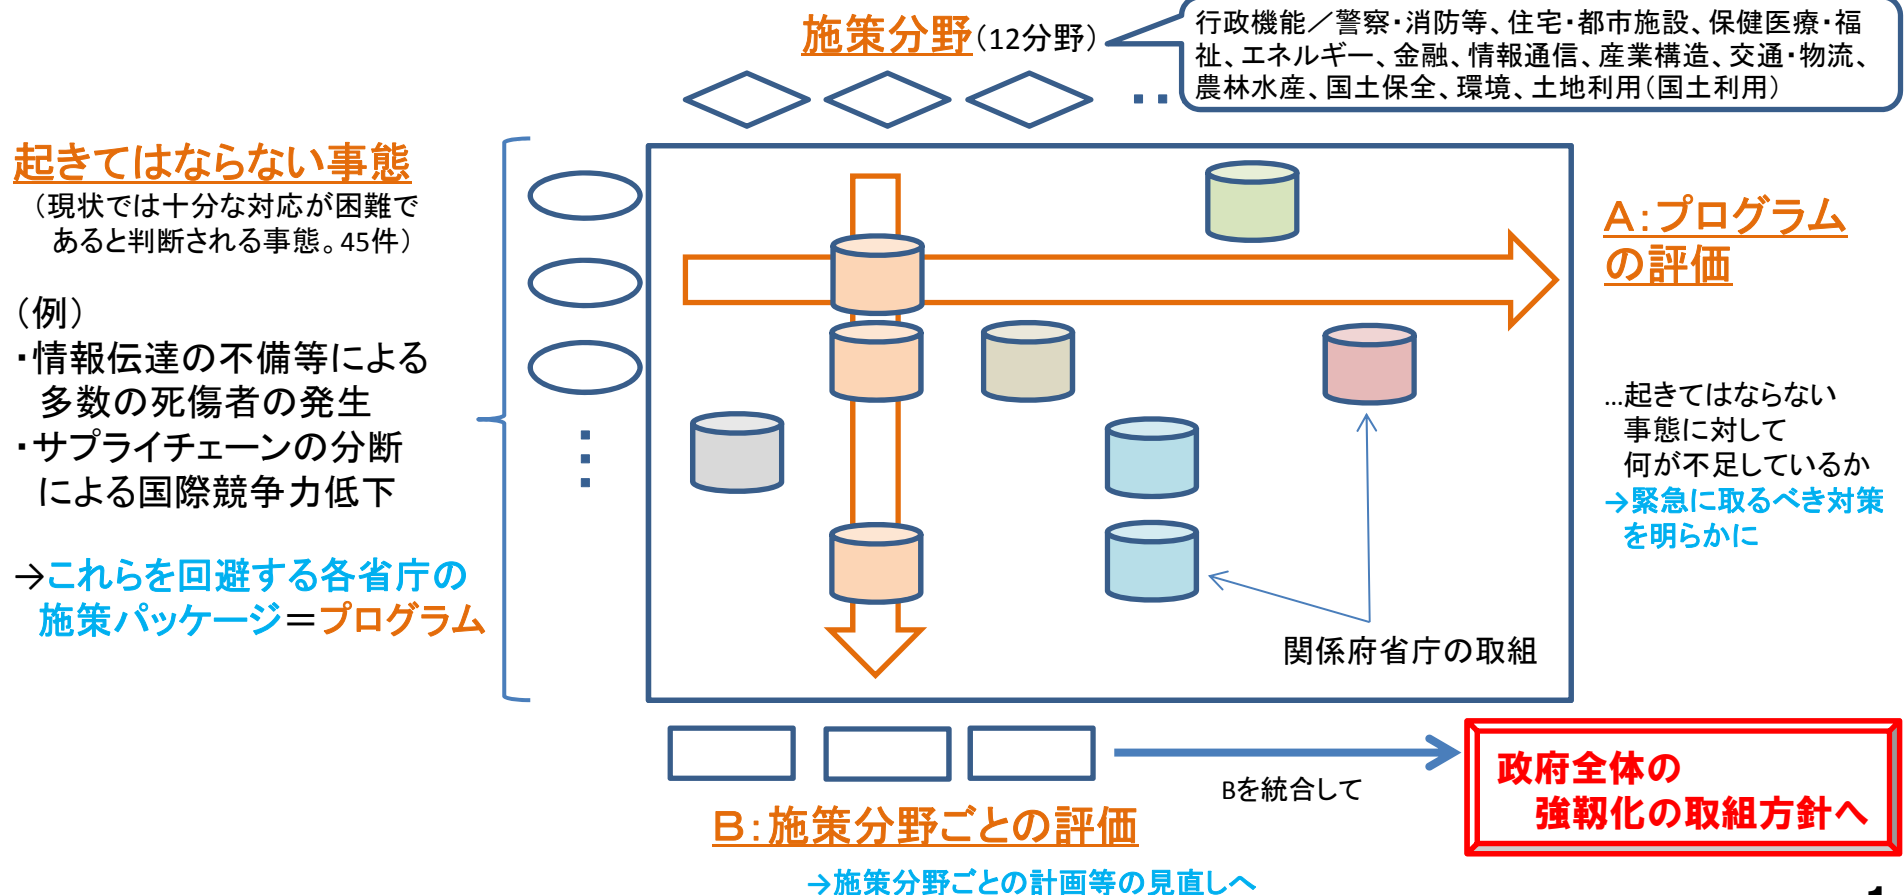 施策分野（12分野）
行政機能／警察・消防等、住宅・都市施設、保健医療・福
祉、エネルギー、金融、情報通信、産業構造、交通・物流、
農林水産、国土保全、環境、土地利用（国土利用）
起きてはならない事態
（現状では十分な対応が困難で
あると判断される事態。45件）
（例）
・情報伝達の不備等による
多数の死傷者の発生
・サプライチェーンの分断
による国際競争力低下
→これらを回避する各省庁の
施策パッケージ＝プログラム
A：プログラム
の評価
…起きてはならない
事態に対して
何が不足しているか
→緊急に取るべき対策
を明らかに
関係府省庁の取組
Bを統合して
政府全体の
強靱化の取組方針へ
B：施策分野ごとの評価
→施策分野ごとの計画等の見直しへ